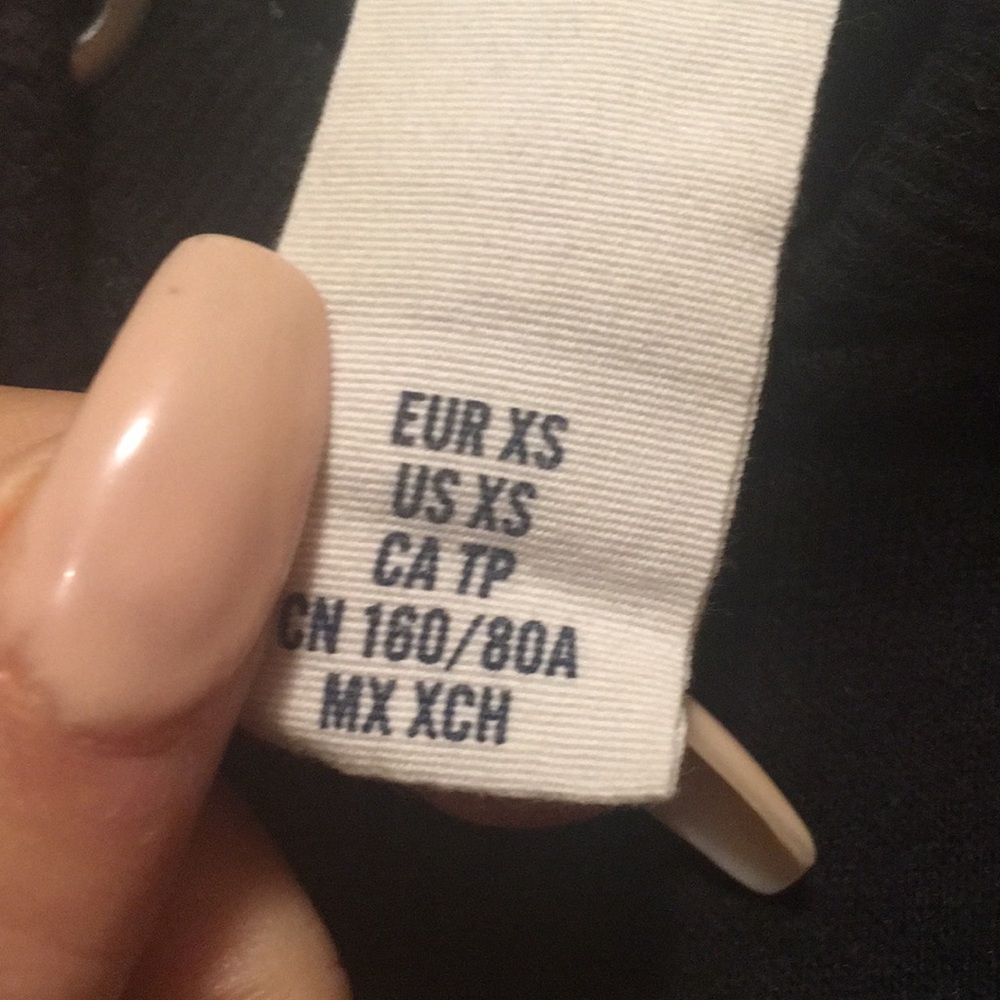 EUR XS
US XS
CA TP
CN 160/80A
MX XCH